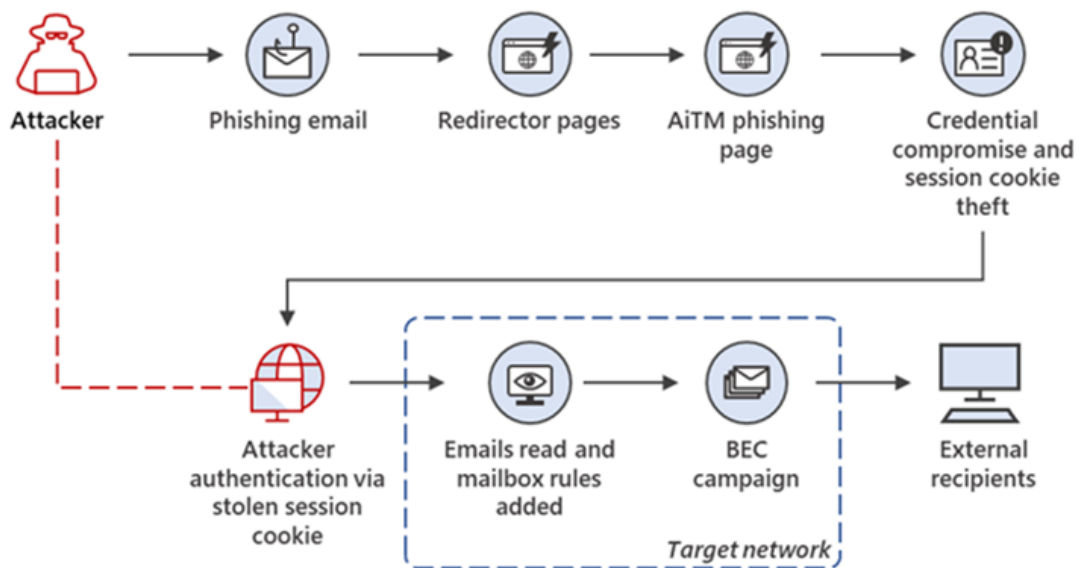 Attacker
Phishing email
Redirector pages
AiTM phishing
page
Credential
compromise and
session cookie
theft
Attacker
authentication via
stolen session
cookie
Emails read and
mailbox rules
added
BEC
campaign
External
recipients
Target network